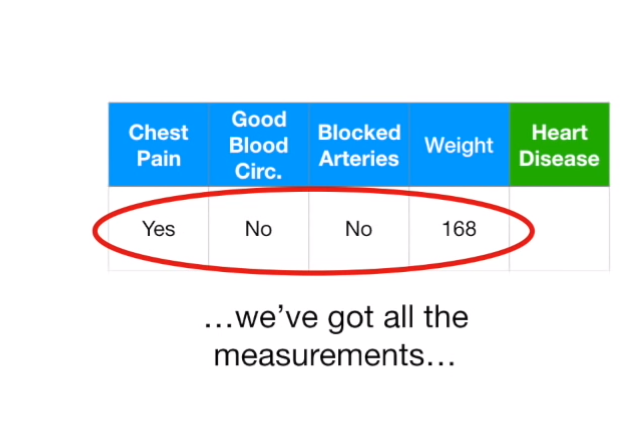 Chest Pain Good Blood Circ. Blocked Arteries Weight Heart Disease
Yes No No 168
…we’ve got all the
measurements…